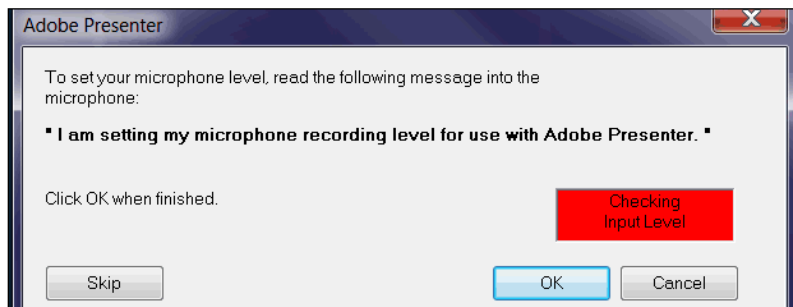 Adobe Presenter
To set your microphone level, read the following message into the
microphone:
" I am setting my microphone recording level for use with Adobe Presenter. "
Click OK when finished.
Checking
Input Level
Skip
OK
Cancel